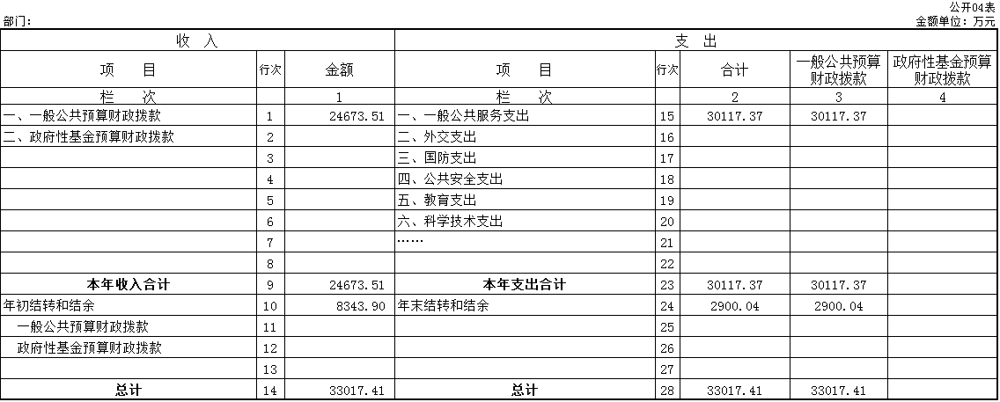 公开04表
部门： 金额单位：万元
收 入 支 出
项 目 行次 金额 项 目 行次 合计 一般公共预算财政拨款 政府性基金预算财政拨款
栏 次 1 栏 次 2 3 4
一、一般公共预算财政拨款 1 24673.51 一、一般公共服务支出 15 30117.37 30117.37
二、政府性基金预算财政拨款 2 二、外交支出 16
3 三、国防支出 17
4 四、公共安全支出 18
5 五、教育支出 19
6 六、科学技术支出 20
7 …… 21
8 22
本年收入合计 9 24673.51 本年支出合计 23 30117.37 30117.37
年初结转和结余 10 8343.90 年末结转和结余 24 2900.04 2900.04
一般公共预算财政拨款 11 25
政府性基金预算财政拨款 12 26
13 27
总计 14 33017.41 总计 28 33017.41 33017.41